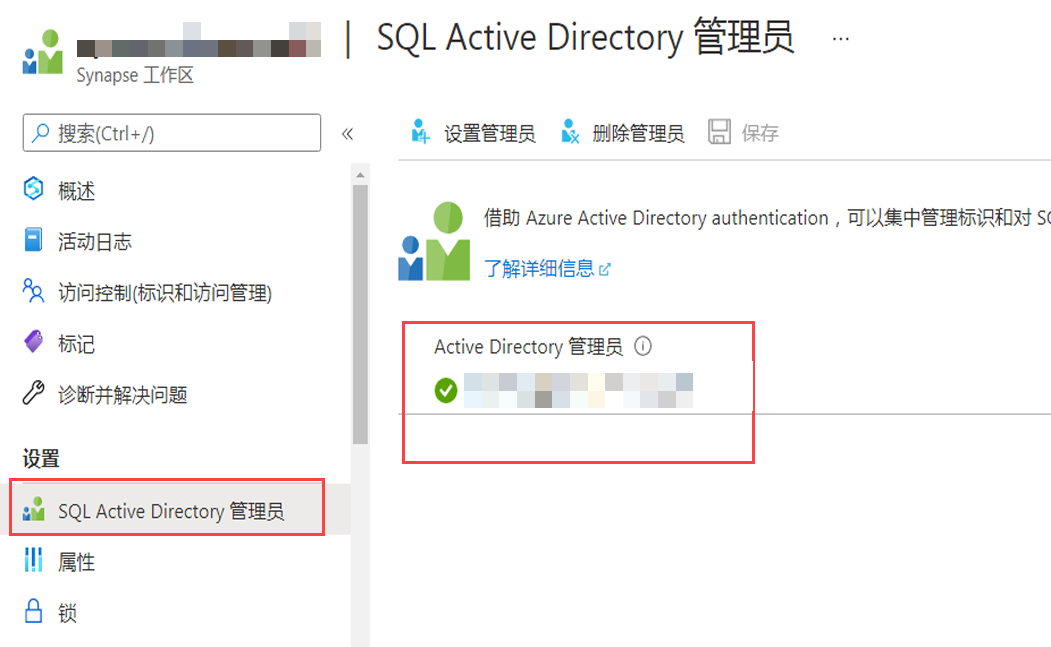 | SQL Active Directory 管理员 ...
Synapse 工作区
搜索(Ctrl+/)
«
设置管理员
删除管理员
保存
概述
活动日志
访问控制(标识和访问管理)
标记
诊断并解决问题
设置
SQL Active Directory 管理员
属性
锁
借助 Azure Active Directory authentication，可以集中管理标识和对
了解详细信息
Active Directory 管理员